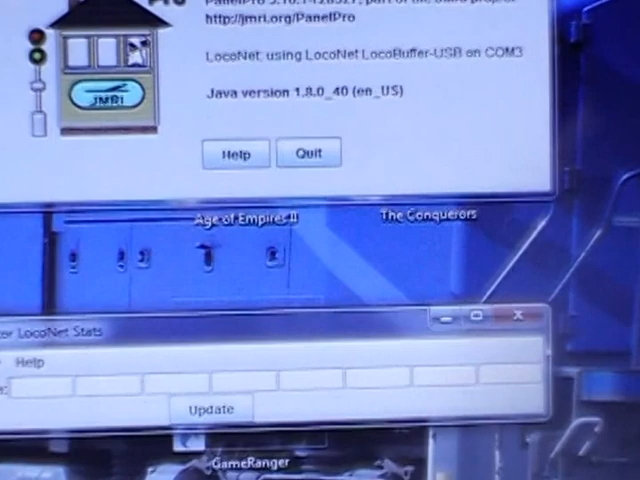 http://jmri.org/PanelPro
LocoNet: using LocoNet LocoBuffer-USB on COM3
JMRI
Java version 1.8.0_40 (en_US)
Help Quit
Age of Empires II The Conquerors
LocoNet Stats
Help
Update
GameRanger